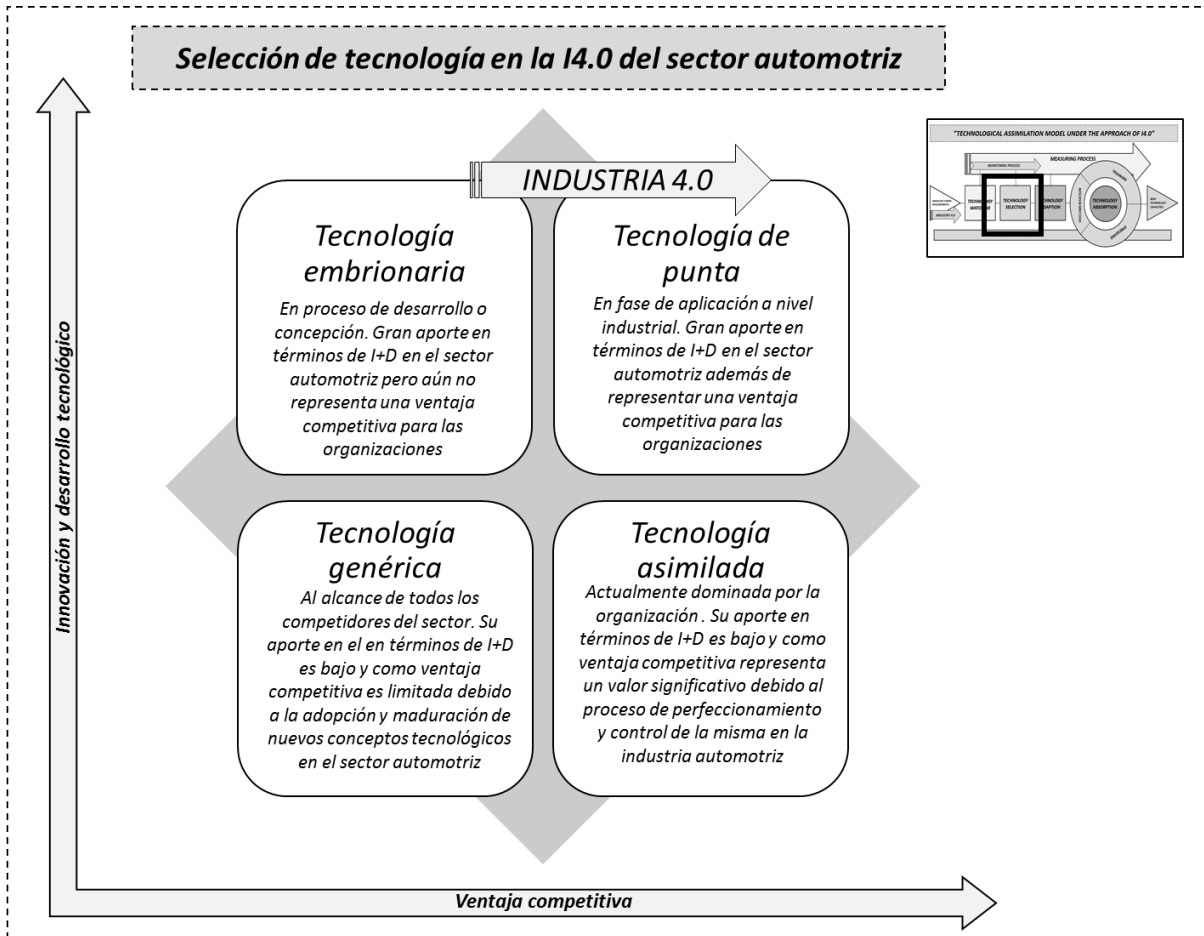 Selección de tecnología en la I4.0 del sector automotriz
"TECHNOLOGICAL ASSIMILATION MODEL UNDER THE APPROACH OF I4.0"
MEASURING PROCESS
MONITORING PROCESS
TRAINING
TECHNOLOGY
TECHNOLOGY
SELECTION
TECHNOLOGY
TECHNOLOGY
ABSORPTION
INDUSTRY 4.0
INDUSTRIA 4.0
Tecnología
embrionaria
En proceso de desarrollo o
concepción. Gran aporte en
términos de I+D en el sector
automotriz pero aún no
representa una ventaja
competitiva para las
organizaciones
Tecnología de
punta
En fase de aplicación a nivel
industrial. Gran aporte en
términos de I+D en el sector
automotriz además de
representar una ventaja
competitiva para las
organizaciones
Tecnología
genérica
Al alcance de todos los
competidores del sector. Su
aporte en el en términos de I+D
es bajo y como ventaja
competitiva es limitada debido
a la adopción y maduración de
nuevos conceptos tecnológicos
en el sector automotriz
Tecnología
asimilada
Actualmente dominada por la
organización . Su aporte en
términos de I+D es bajo y como
ventaja competitiva representa
un valor significativo debido al
proceso de perfeccionamiento
y control de la misma en la
industria automotriz
Innovación y desarrollo tecnológico
Ventaja competitiva